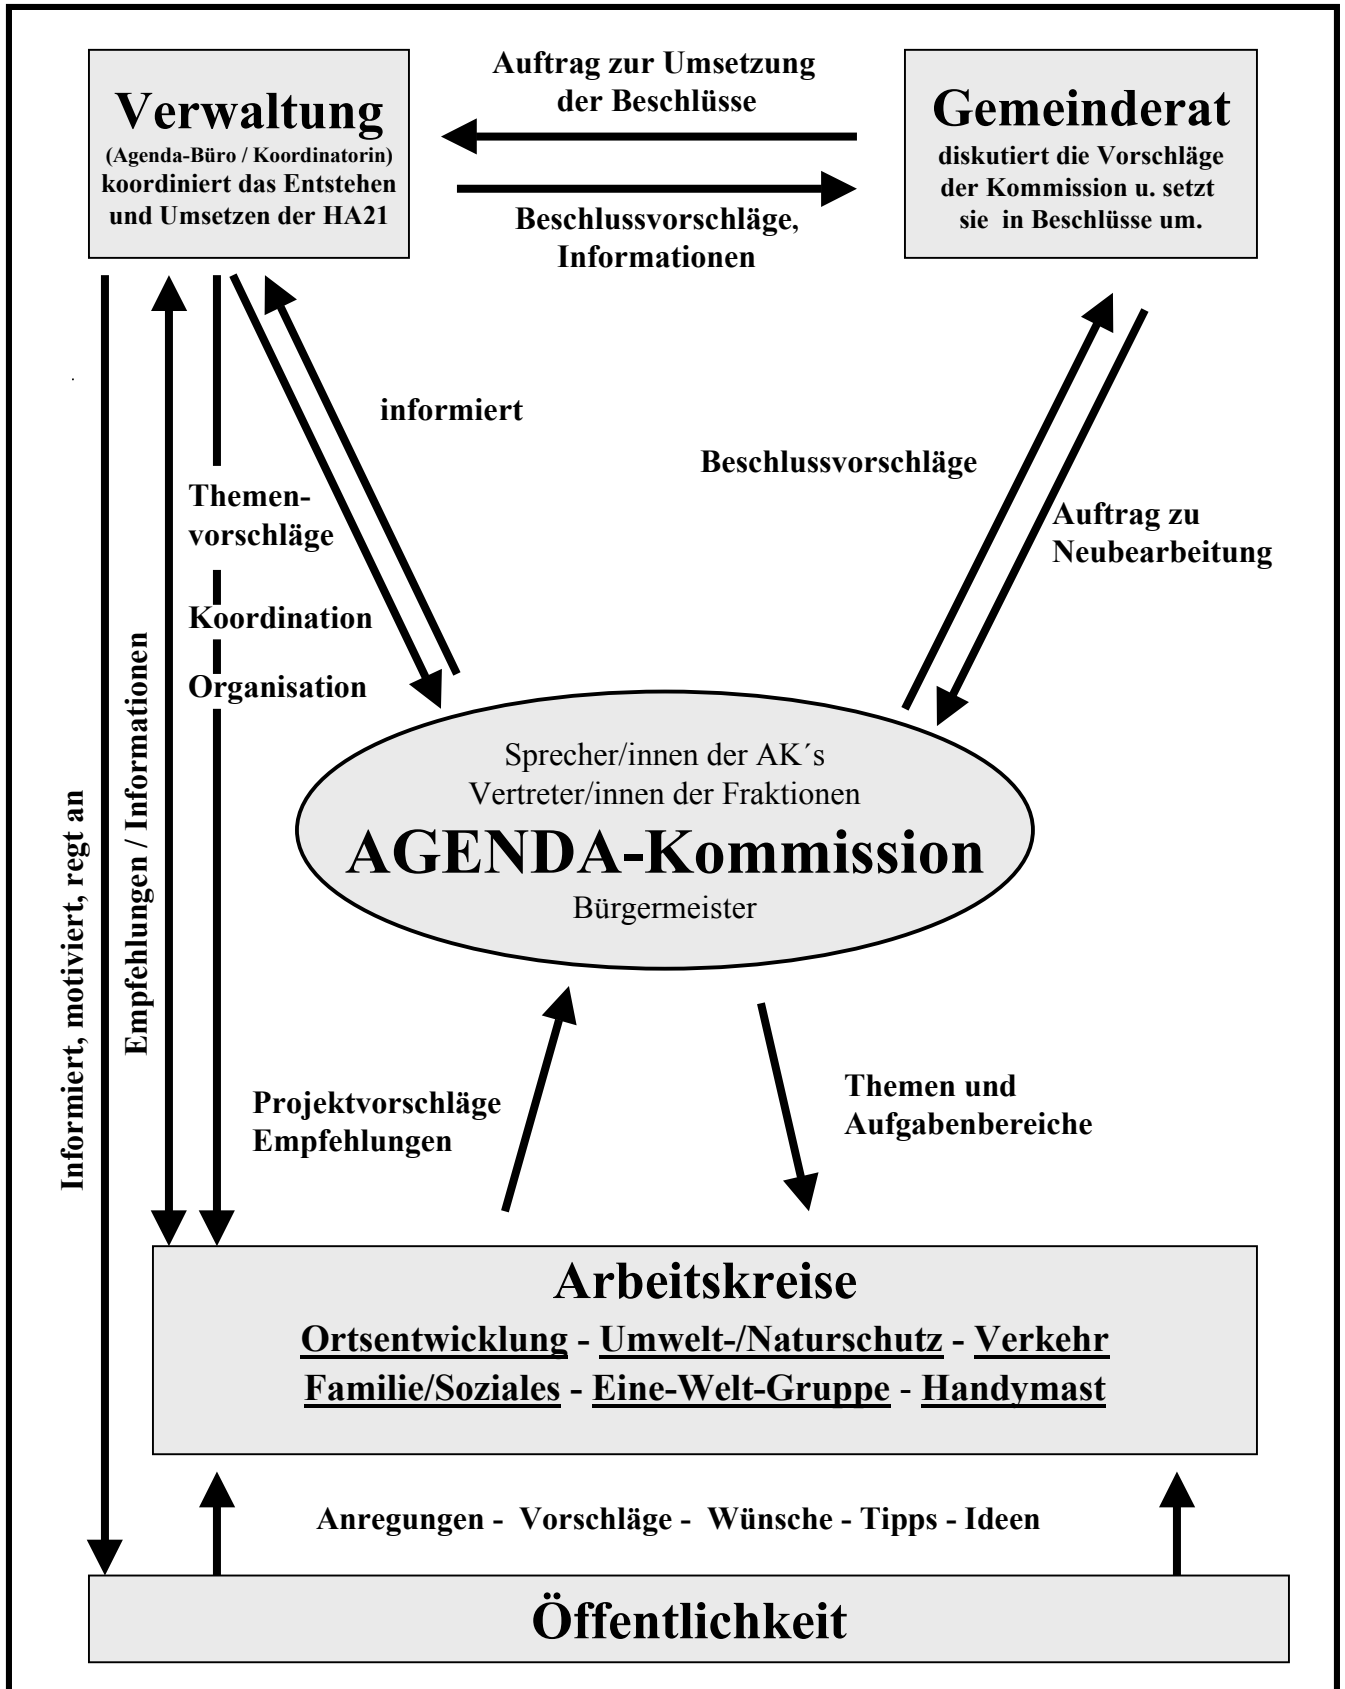 Verwaltung
(Agenda-Büro / Koordinatorin)
koordiniert das Entstehen
und Umsetzen der HA21
Auftrag zur Umsetzung
der Beschlüsse
Beschlussvorschläge,
Informationen
Gemeinderat
diskutiert die Vorschläge
der Kommission u. setzt
sie in Beschlüsse um.
informiert
Beschlussvorschläge
Auftrag zu
Neubearbeitung
Themen-
vorschläge
Koordination
Organisation
Informiert, motiviert, regt an
Empfehlungen / Informationen
Sprecher/innen der AK´s
Vertreter/innen der Fraktionen
AGENDA-Kommission
Bürgermeister
Projektvorschläge
Empfehlungen
Themen und
Aufgabenbereiche
Arbeitskreise
Ortsentwicklung - Umwelt-/Naturschutz - Verkehr
Familie/Soziales - Eine-Welt-Gruppe - Handymast
Anregungen - Vorschläge - Wünsche - Tipps - Ideen
Öffentlichkeit